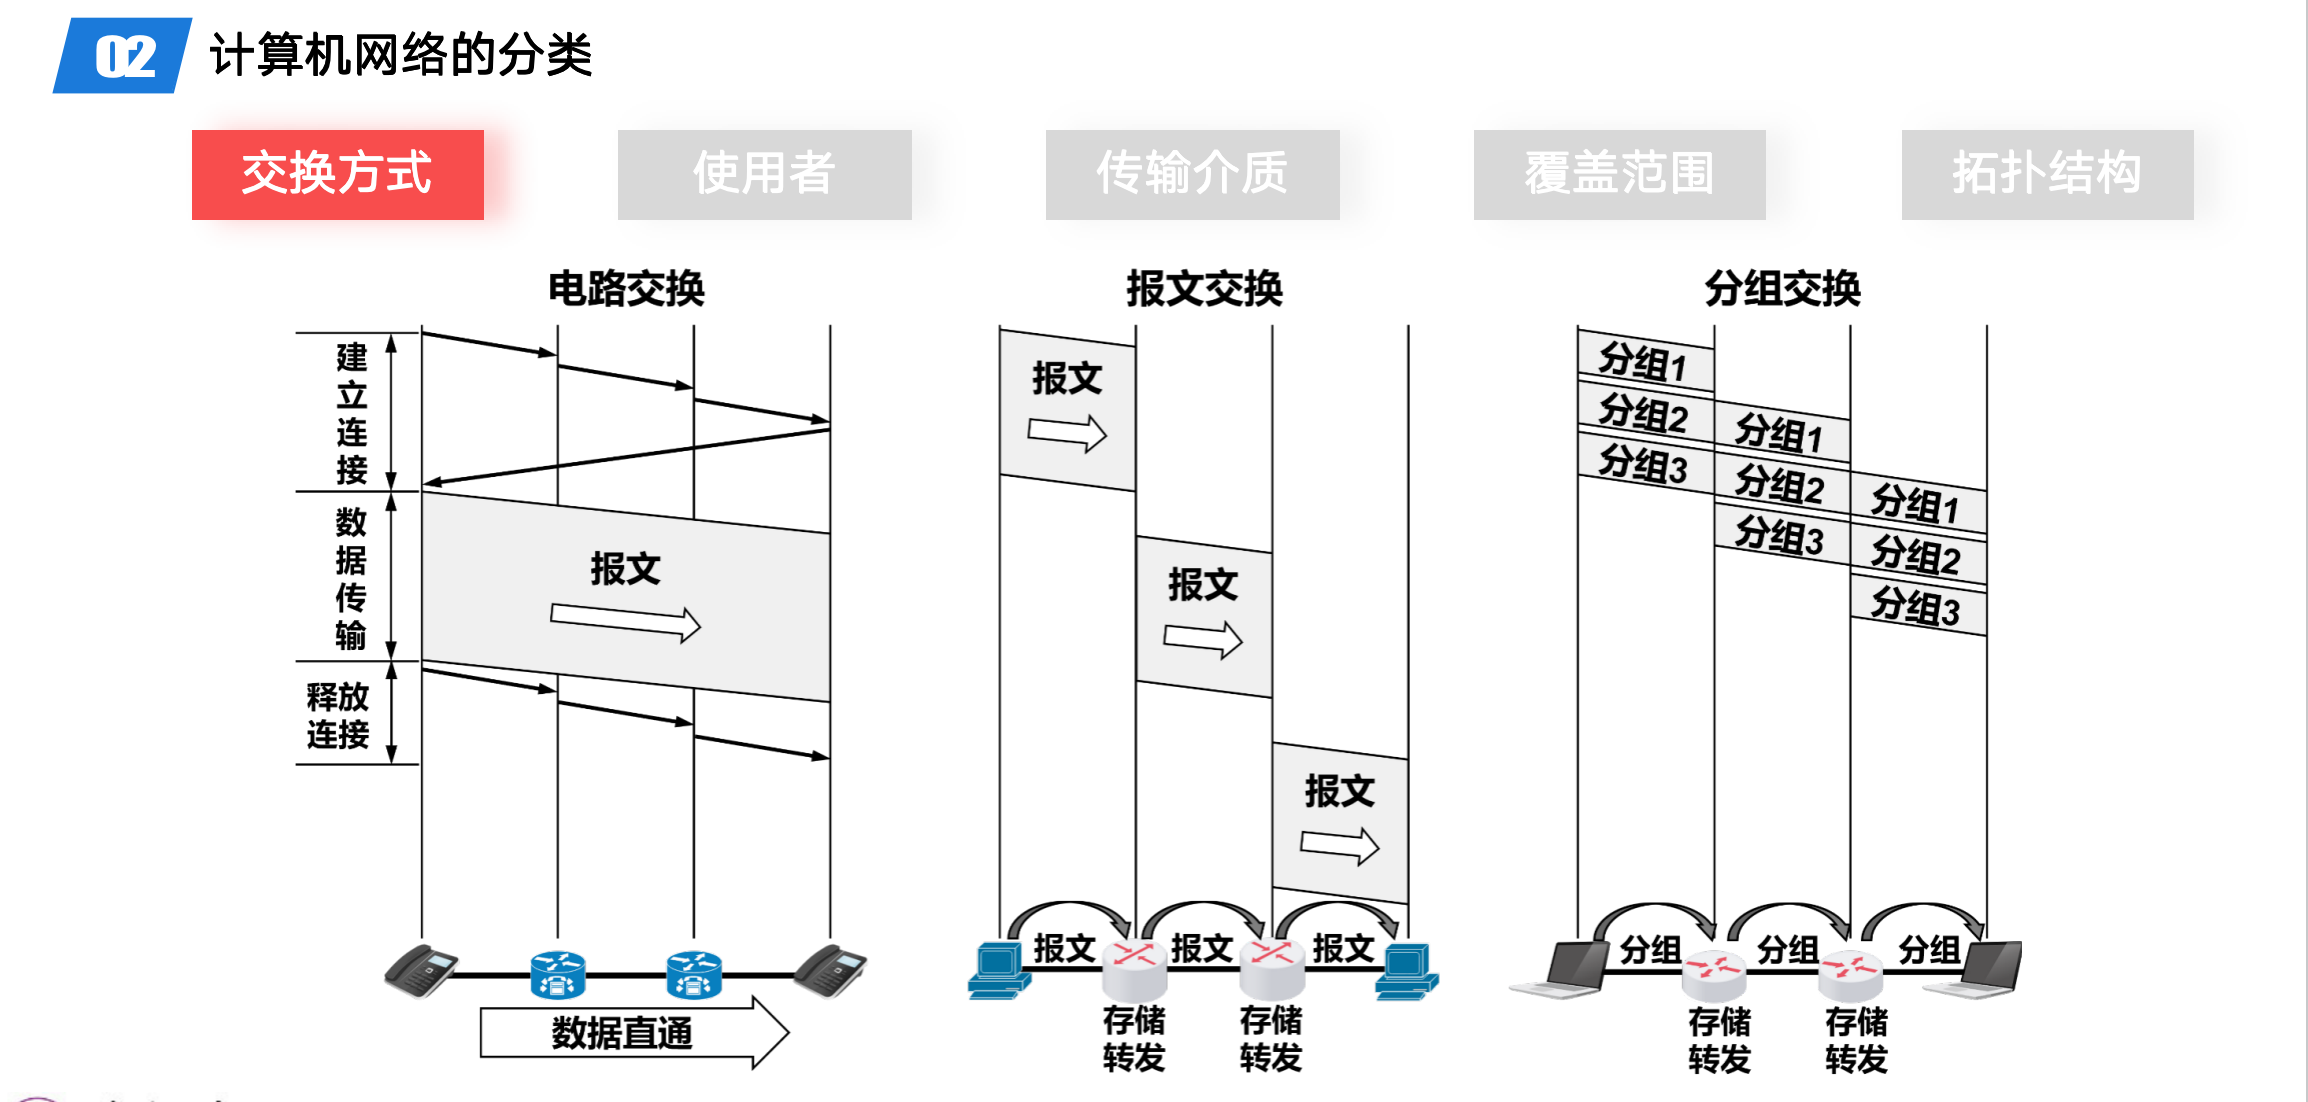 02 计算机网络的分类
交换方式
使用者
传输介质
覆盖范围
拓扑结构
电路交换
建立连接
数据传输
释放
连接
报文
数据直通
报文交换
报文
报文
报文
报文
报文
报文
存储
转发
存储
转发
分组交换
分组1
分组2
分组1
分组3
分组2
分组1
分组3
分组2
分组3
分组
分组
分组
存储
转发
存储
转发